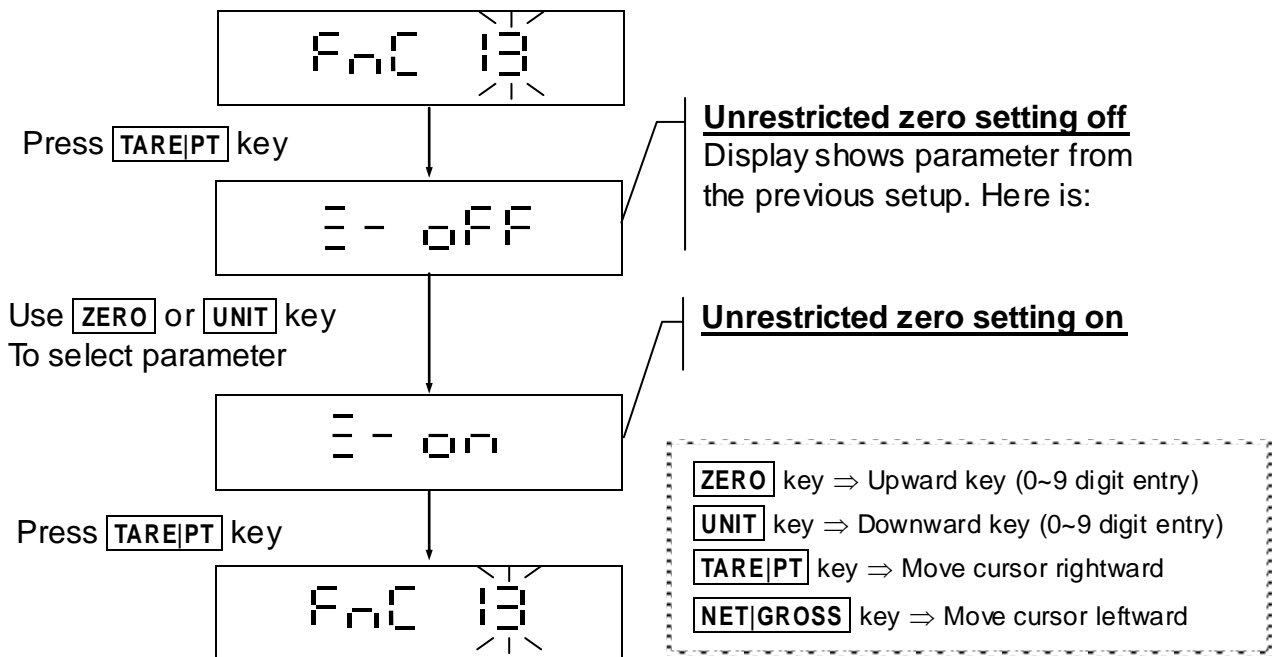 FnC 13
Press TARE|PT key
Unrestricted zero setting off
Display shows parameter from
the previous setup. Here is:
Ξ- oFF
Use ZERO or UNIT key
To select parameter
Unrestricted zero setting on
Ξ- on
Press TARE|PT key
FnC 13
ZERO key ⇒ Upward key (0~9 digit entry)
UNIT key ⇒ Downward key (0~9 digit entry)
TARE|PT key ⇒ Move cursor rightward
NET|GROSS key ⇒ Move cursor leftward